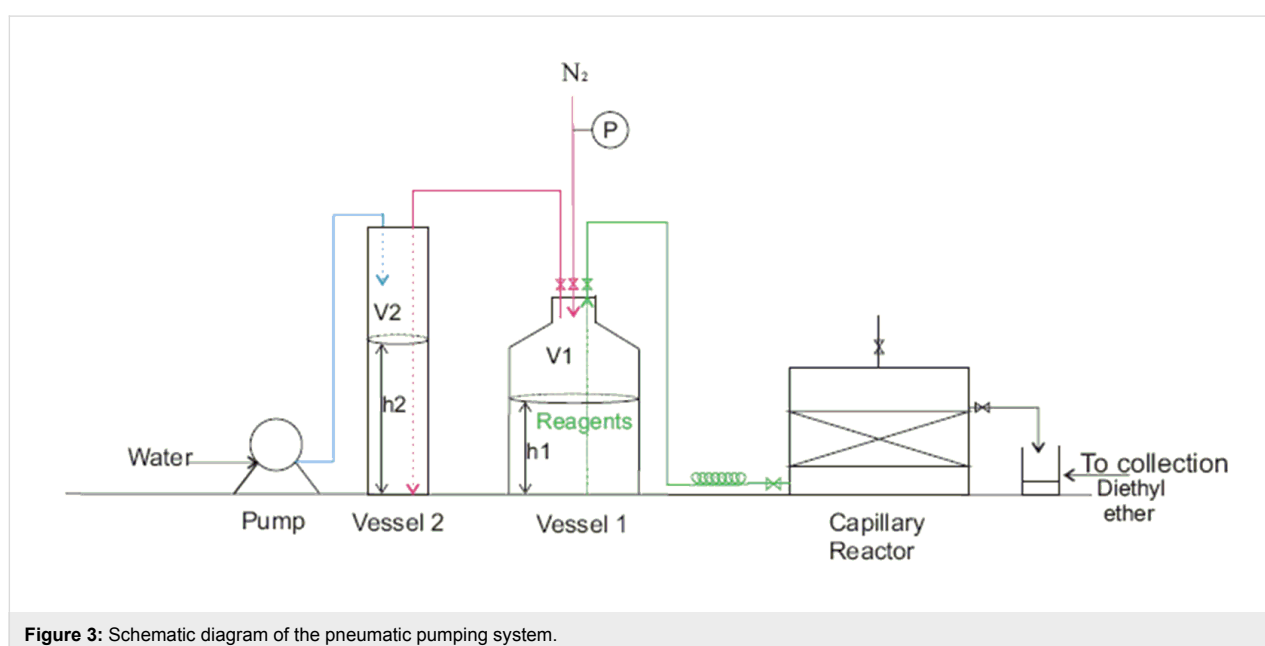 N₂
P
V2
V1
h2
Reagents
h1
Water
To collection
Diethyl
ether
Pump
Vessel 2
Vessel 1
Capillary
Reactor
Figure 3: Schematic diagram of the pneumatic pumping system.